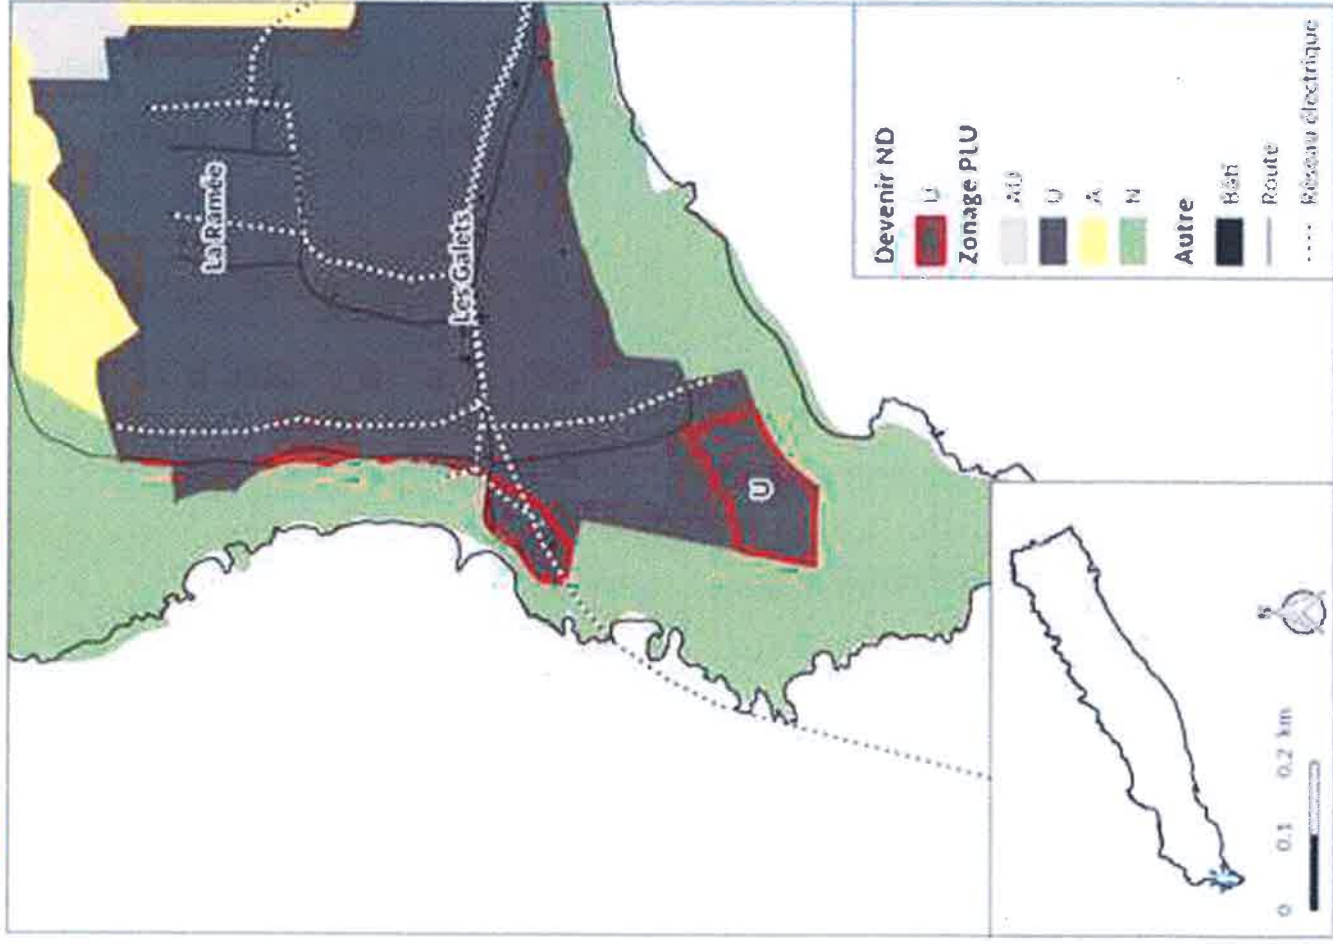 La Ramée
Les Galets
U
Devenir ND
U
Zonage PLU
AU
U
A
N
Autre
Bâti
Route
Réseau électrique
N
0 0.1 0.2 km